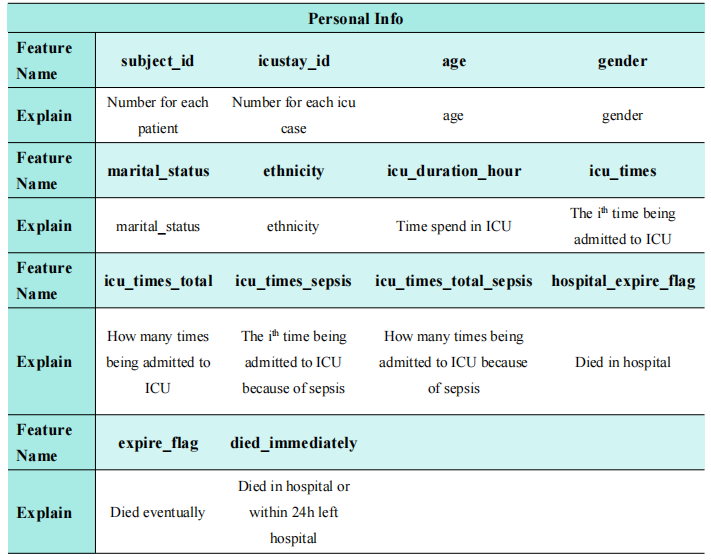 Personal Info
Feature Name subject_id icustay_id age gender
Explain Number for each patient Number for each icu case age gender
Feature Name marital_status ethnicity icu_duration_hour icu_times
Explain marital_status ethnicity Time spend in ICU The iᵗʰ time being admitted to ICU
Feature Name icu_times_total icu_times_sepsis icu_times_total_sepsis hospital_expire_flag
Explain How many times being admitted to ICU The iᵗʰ time being admitted to ICU because of sepsis How many times being admitted to ICU because of sepsis Died in hospital
Feature Name expire_flag died_immediately
Explain Died eventually Died in hospital or within 24h left hospital